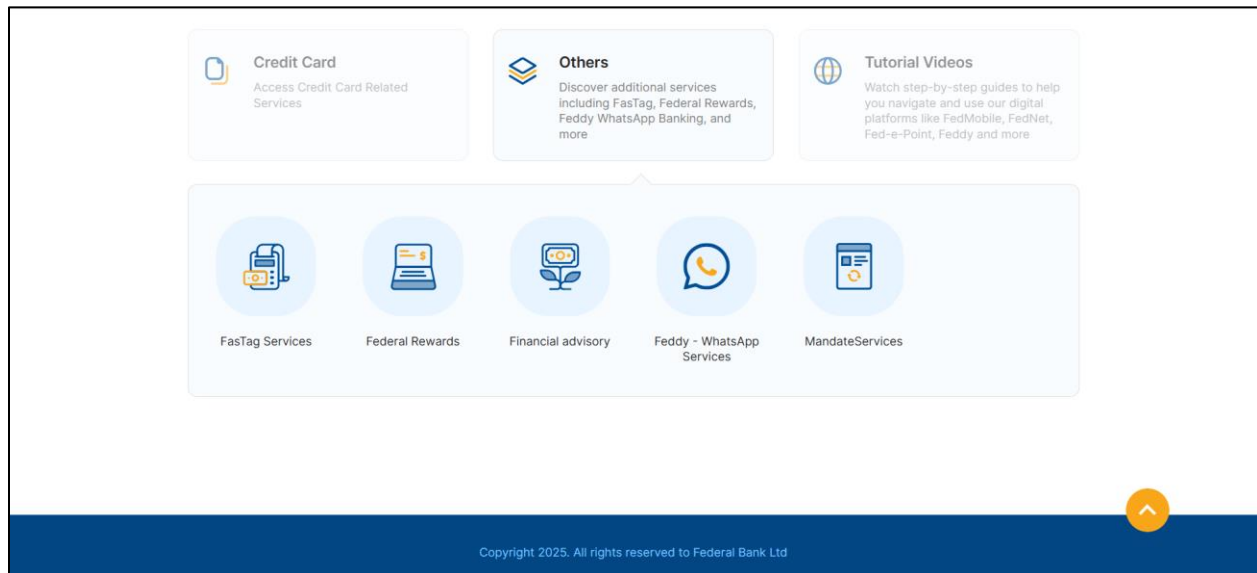 Credit Card
Access Credit Card Related
Services
Others
Discover additional services
including FasTag, Federal Rewards,
Feddy WhatsApp Banking, and
more
Tutorial Videos
Watch step-by-step guides to help
you navigate and use our digital
platforms like FedMobile, FedNet,
Fed-e-Point, Feddy and more
FasTag Services
Federal Rewards
Financial advisory
Feddy - WhatsApp
Services
MandateServices
Copyright 2025. All rights reserved to Federal Bank Ltd